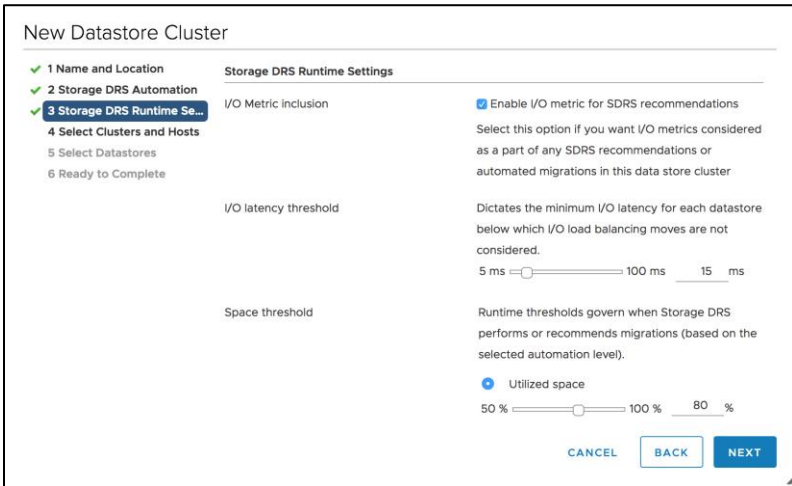 New Datastore Cluster
1 Name and Location
2 Storage DRS Automation
3 Storage DRS Runtime Se...
4 Select Clusters and Hosts
5 Select Datastores
6 Ready to Complete
Storage DRS Runtime Settings
I/O Metric inclusion
Enable I/O metric for SDRS recommendations
Select this option if you want I/O metrics considered
as a part of any SDRS recommendations or
automated migrations in this data store cluster
I/O latency threshold
Dictates the minimum I/O latency for each datastore
below which I/O load balancing moves are not
considered.
5 ms 100 ms 15 ms
Space threshold
Runtime thresholds govern when Storage DRS
performs or recommends migrations (based on the
selected automation level).
Utilized space
50 % 100 % 80 %
CANCEL BACK NEXT